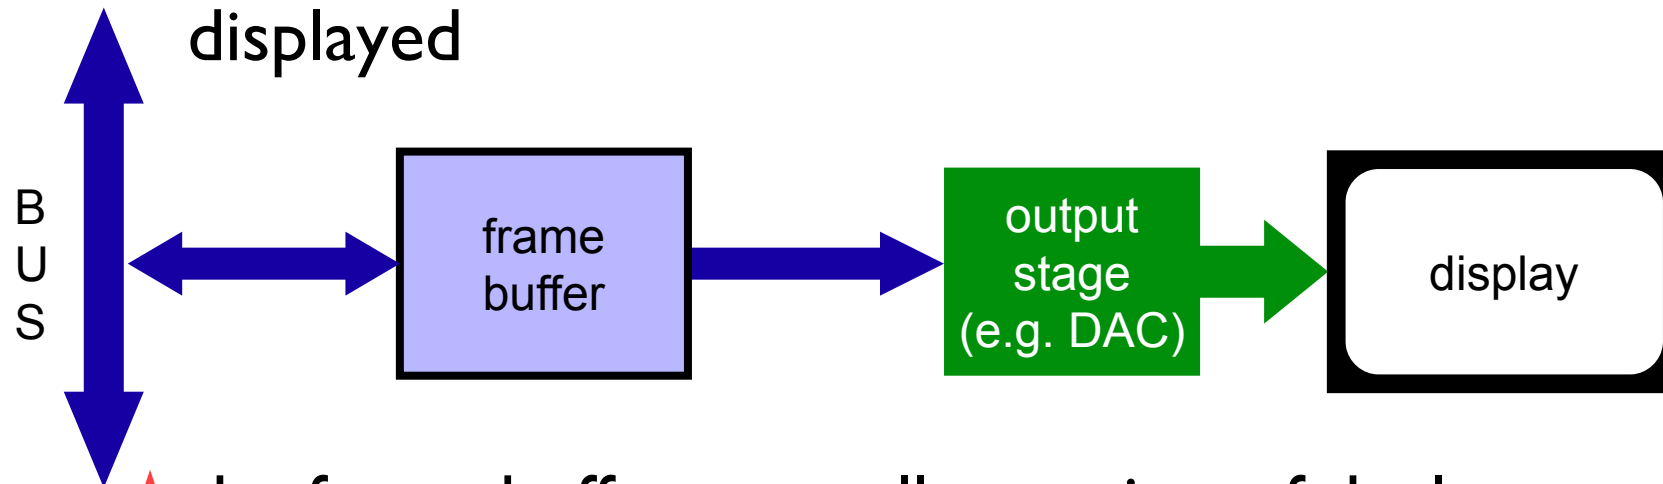 displayed
B
U
S
frame
buffer
output
stage
(e.g. DAC)
display